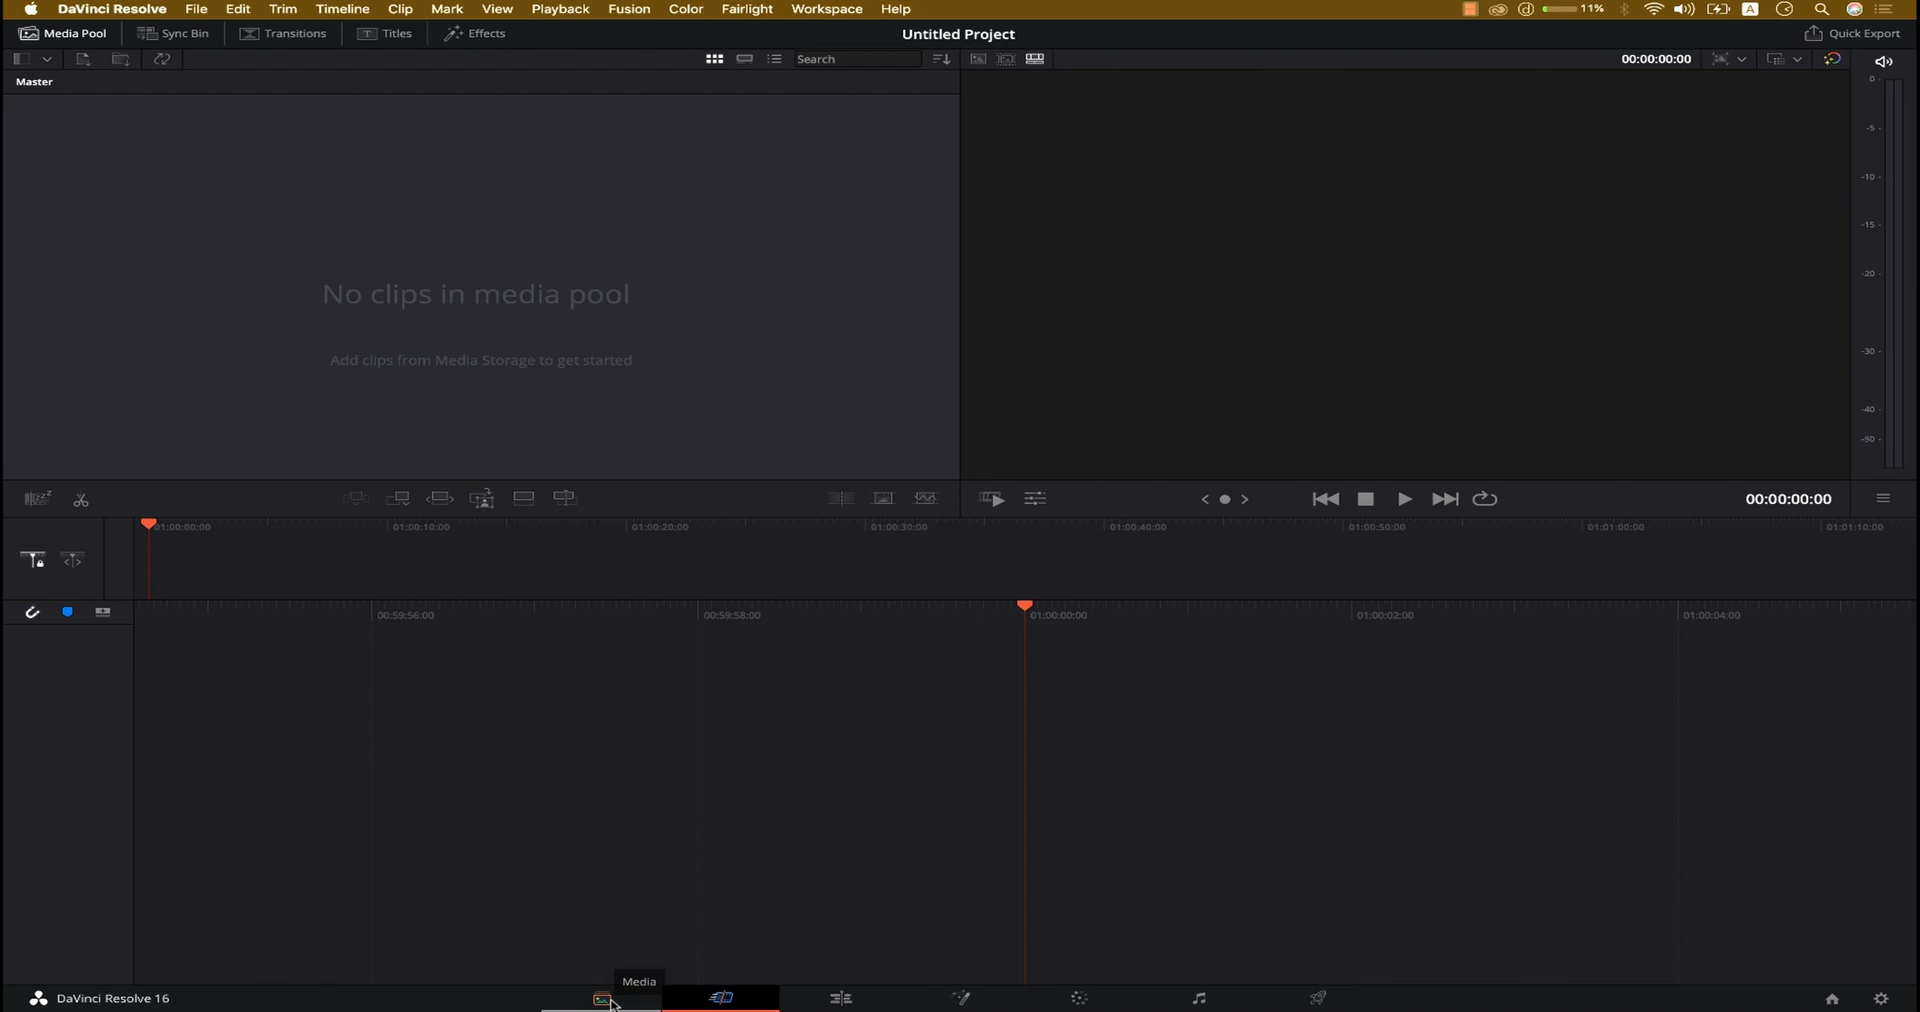 DaVinci Resolve File Edit Trim Timeline Clip Mark View Playback Fusion Color Fairlight Workspace Help 11% A
Media Pool Sync Bin Transitions Titles Effects Untitled Project Quick Export
Search 00:00:00:00
Master
0
-5
-10
-15
-20
-30
-40
-50
No clips in media pool
Add clips from Media Storage to get started
00:00:00:00
01:00:00:00 01:00:10:00 01:00:20:00 01:00:30:00 01:00:40:00 01:00:50:00 01:01:00:00 01:01:10:00
00:59:56:00 00:59:58:00 01:00:00:00 01:00:02:00 01:00:04:00
Media
DaVinci Resolve 16